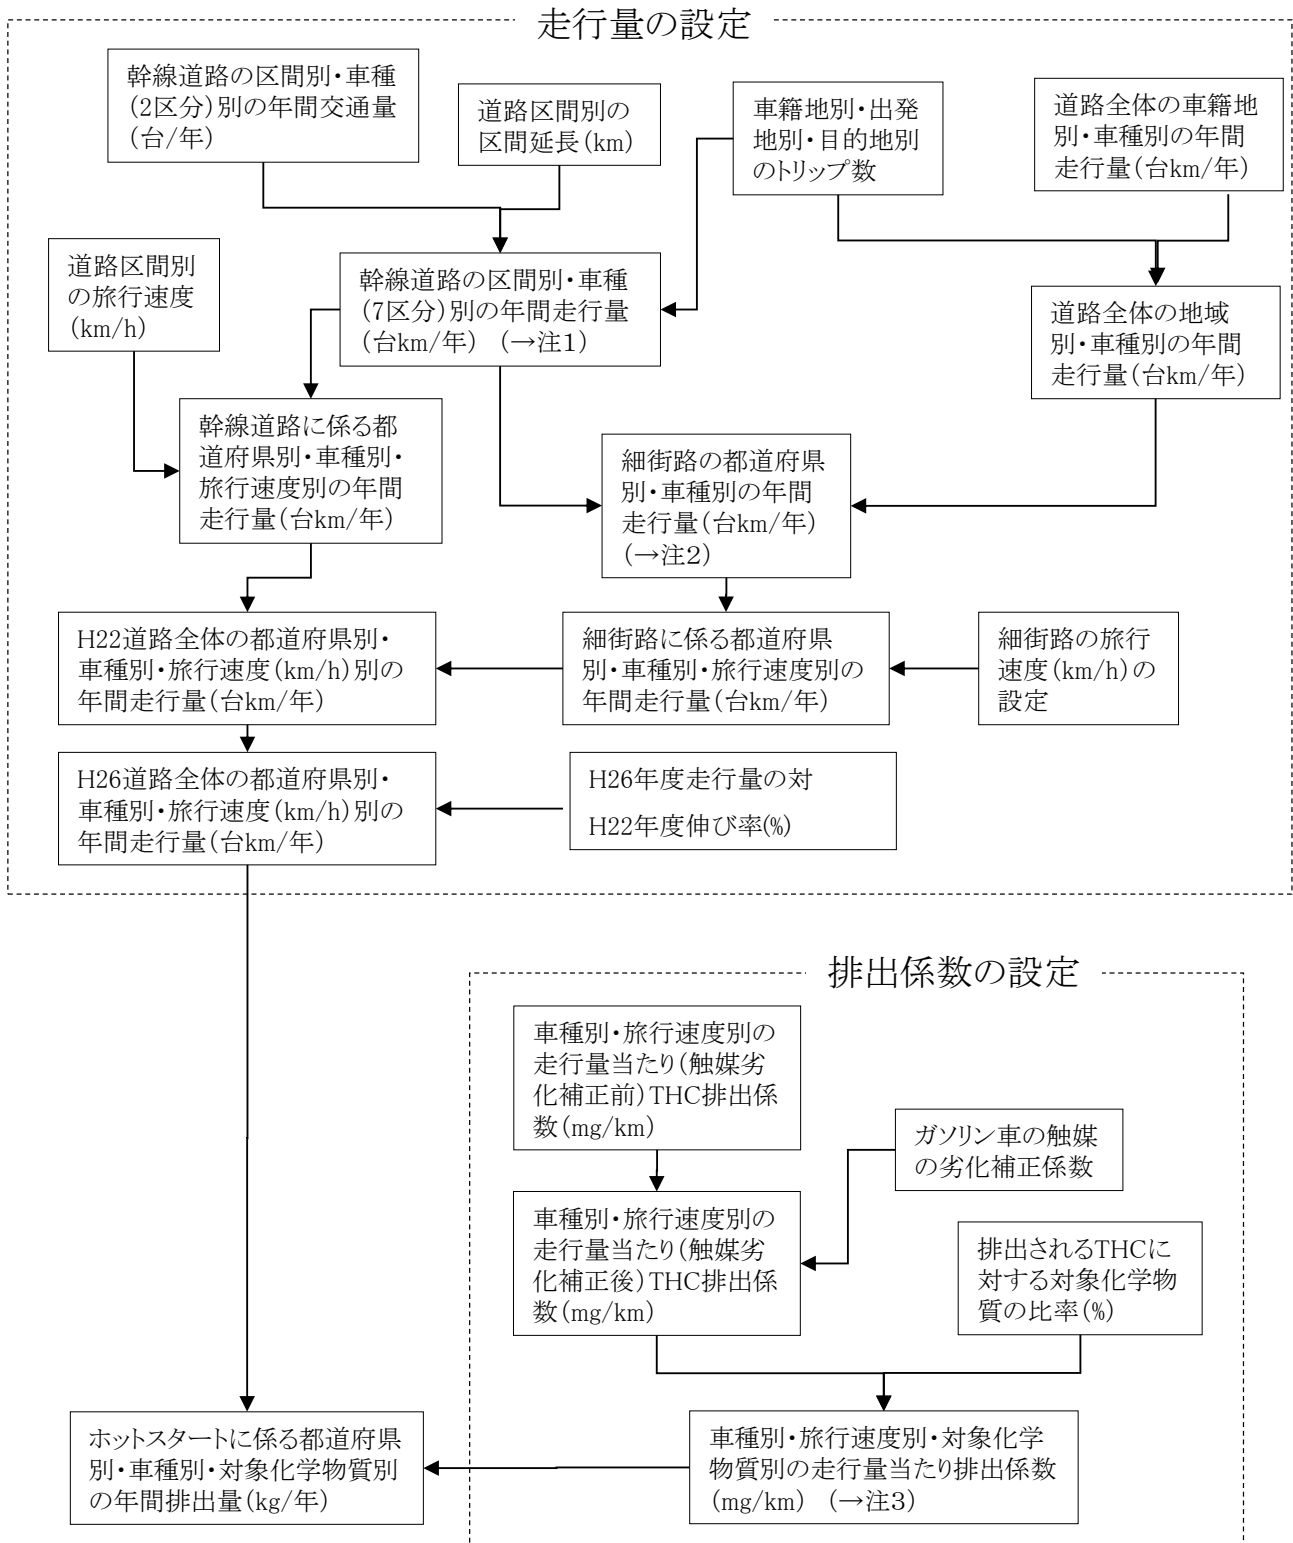 走行量の設定
幹線道路の区間別・車種
(2区分)別の年間交通量
(台/年)
道路区間別の
区間延長(km)
車籍地別・出発
地別・目的地別
のトリップ数
道路全体の車籍地
別・車種別の年間
走行量(台km/年)
道路区間別
の旅行速度
(km/h)
幹線道路の区間別・車種
(7区分)別の年間走行量
(台km/年) (→注1)
道路全体の地域
別・車種別の年間
走行量(台km/年)
幹線道路に係る都
道府県別・車種別・
旅行速度別の年間
走行量(台km/年)
細街路の都道府県
別・車種別の年間
走行量(台km/年)
(→注2)
H22道路全体の都道府県別・
車種別・旅行速度(km/h)別の
年間走行量(台km/年)
細街路に係る都道府県
別・車種別・旅行速度別の
年間走行量(台km/年)
細街路の旅行
速度(km/h)の
設定
H26道路全体の都道府県別・
車種別・旅行速度(km/h)別の
年間走行量(台km/年)
H26年度走行量の対
H22年度伸び率(%)
排出係数の設定
車種別・旅行速度別の
走行量当たり(触媒劣
化補正前)THC排出係
数(mg/km)
ガソリン車の触媒
の劣化補正係数
車種別・旅行速度別の
走行量当たり(触媒劣
化補正後)THC排出係
数(mg/km)
排出されるTHCに
対する対象化学物
質の比率(%)
ホットスタートに係る都道府県
別・車種別・対象化学物質別
の年間排出量(kg/年)
車種別・旅行速度別・対象化学
物質別の走行量当たり排出係数
(mg/km) (→注3)